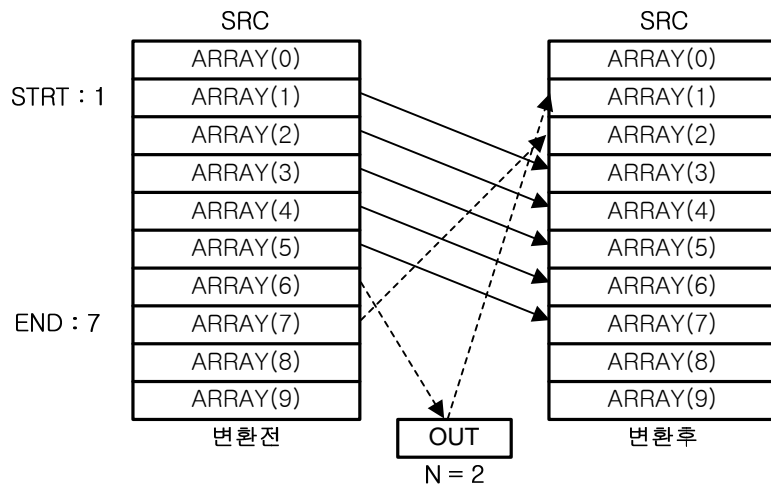 SRC
ARRAY(0)
ARRAY(1)
ARRAY(2)
ARRAY(3)
ARRAY(4)
ARRAY(5)
ARRAY(6)
ARRAY(7)
ARRAY(8)
ARRAY(9)
변환전
STRT : 1
END : 7
OUT
N = 2
SRC
ARRAY(0)
ARRAY(1)
ARRAY(2)
ARRAY(3)
ARRAY(4)
ARRAY(5)
ARRAY(6)
ARRAY(7)
ARRAY(8)
ARRAY(9)
변환후